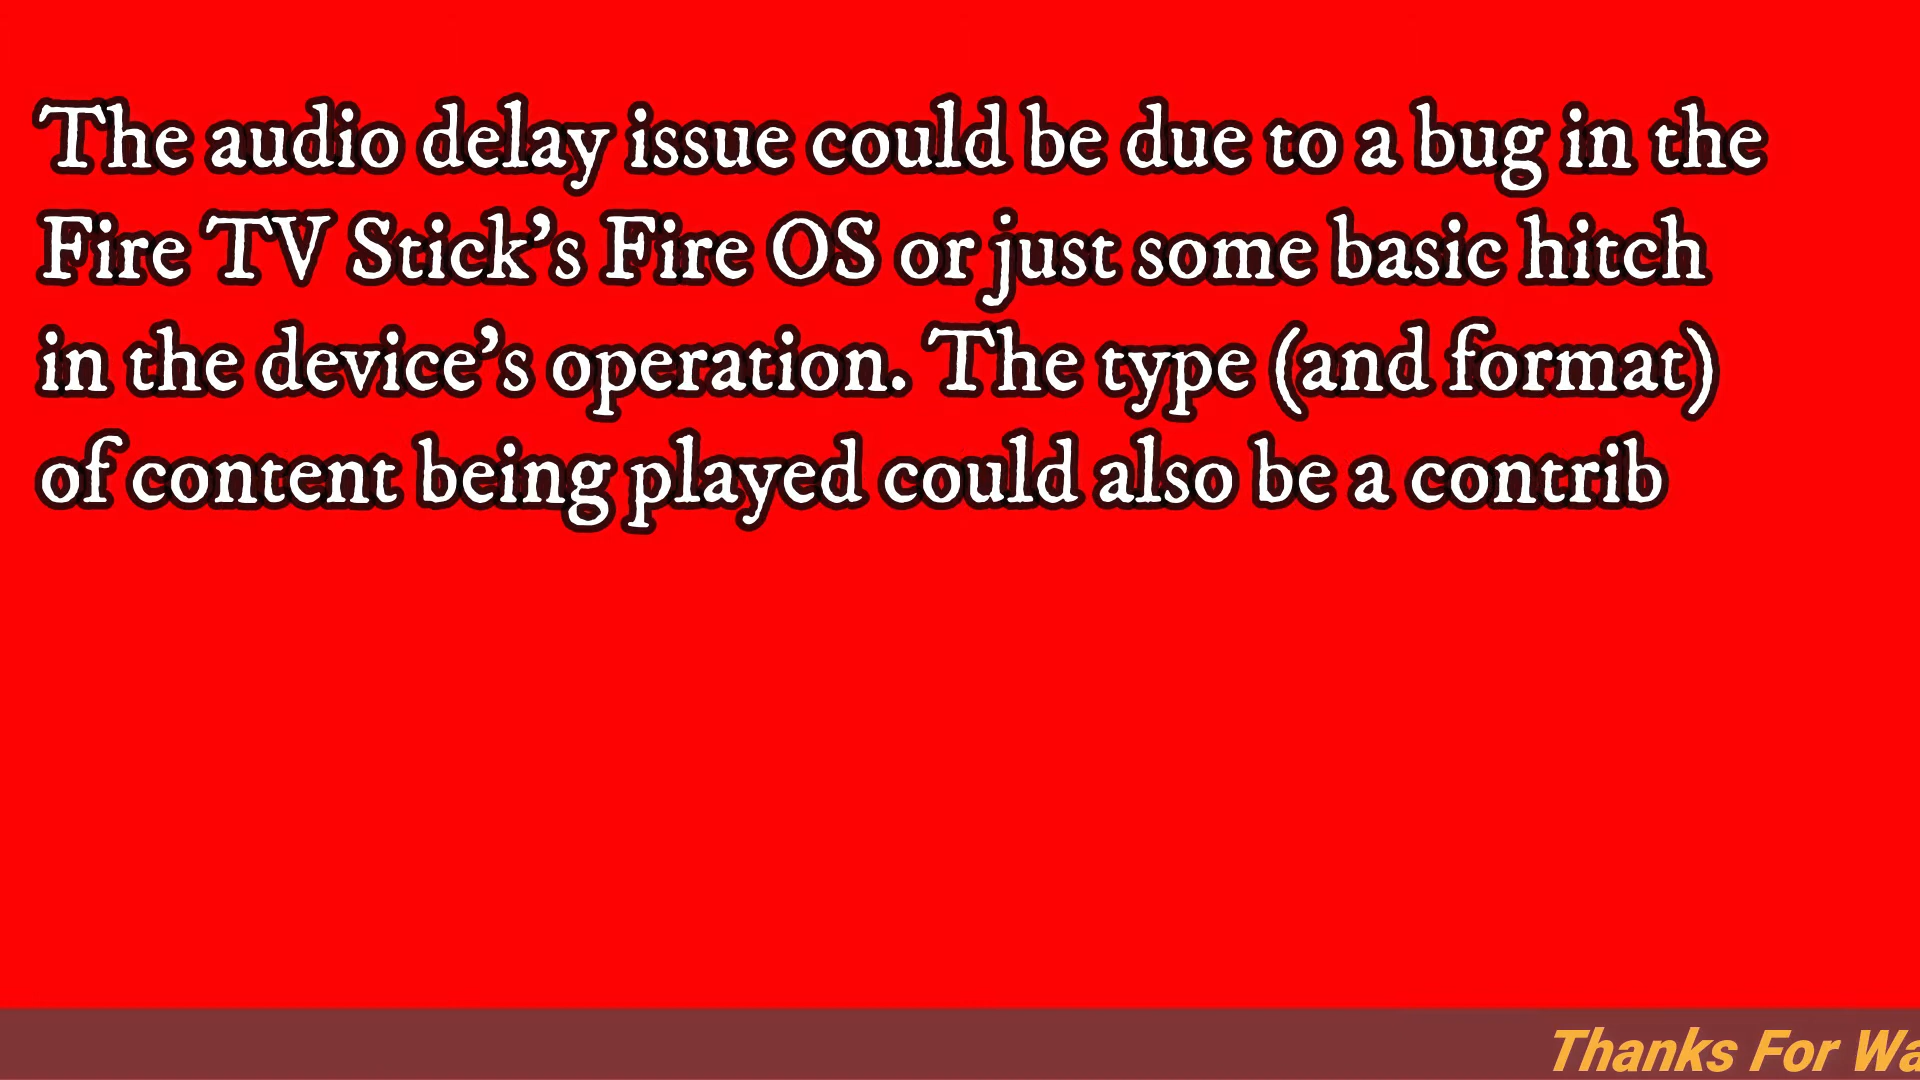 The audio delay issue could be due to a bug in the
Fire TV Stick’s Fire OS or just some basic hitch
in the device’s operation. The type (and format)
of content being played could also be a contrib
Thanks For Wa